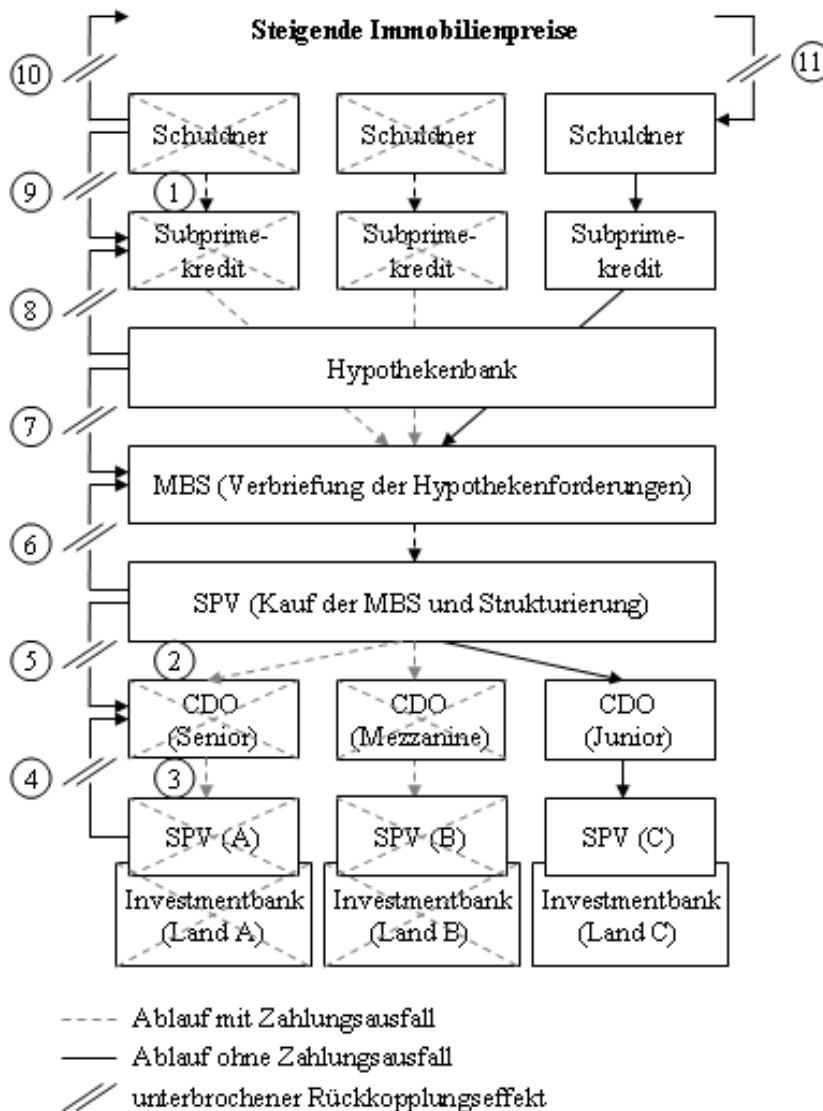 Steigende Immobilienpreise
10
11
Schuldner
Schuldner
Schuldner
9
1
Subprime-
kredit
Subprime-
kredit
Subprime-
kredit
8
Hypothekenbank
7
MBS (Verbriefung der Hypothekenforderungen)
6
SPV (Kauf der MBS und Strukturierung)
5
2
CDO
(Senior)
CDO
(Mezzanine)
CDO
(Junior)
4
3
SPV (A)
SPV (B)
SPV (C)
Investmentbank
(Land A)
Investmentbank
(Land B)
Investmentbank
(Land C)
Ablauf mit Zahlungsausfall
Ablauf ohne Zahlungsausfall
unterbrochener Rückkopplungseffekt